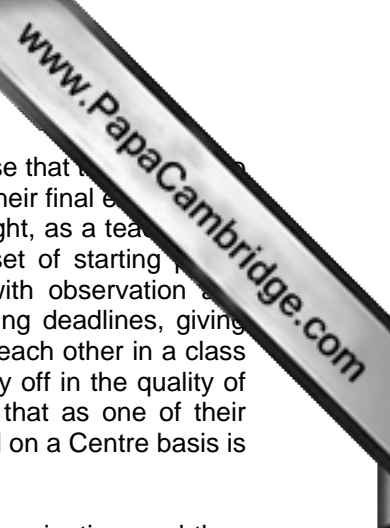 www.PapaCambridge.com
se that
heir final
ght, as a
set of starting
with observation
ng deadlines, giving
each other in a class
y off in the quality of
that as one of their
l on a Centre basis is